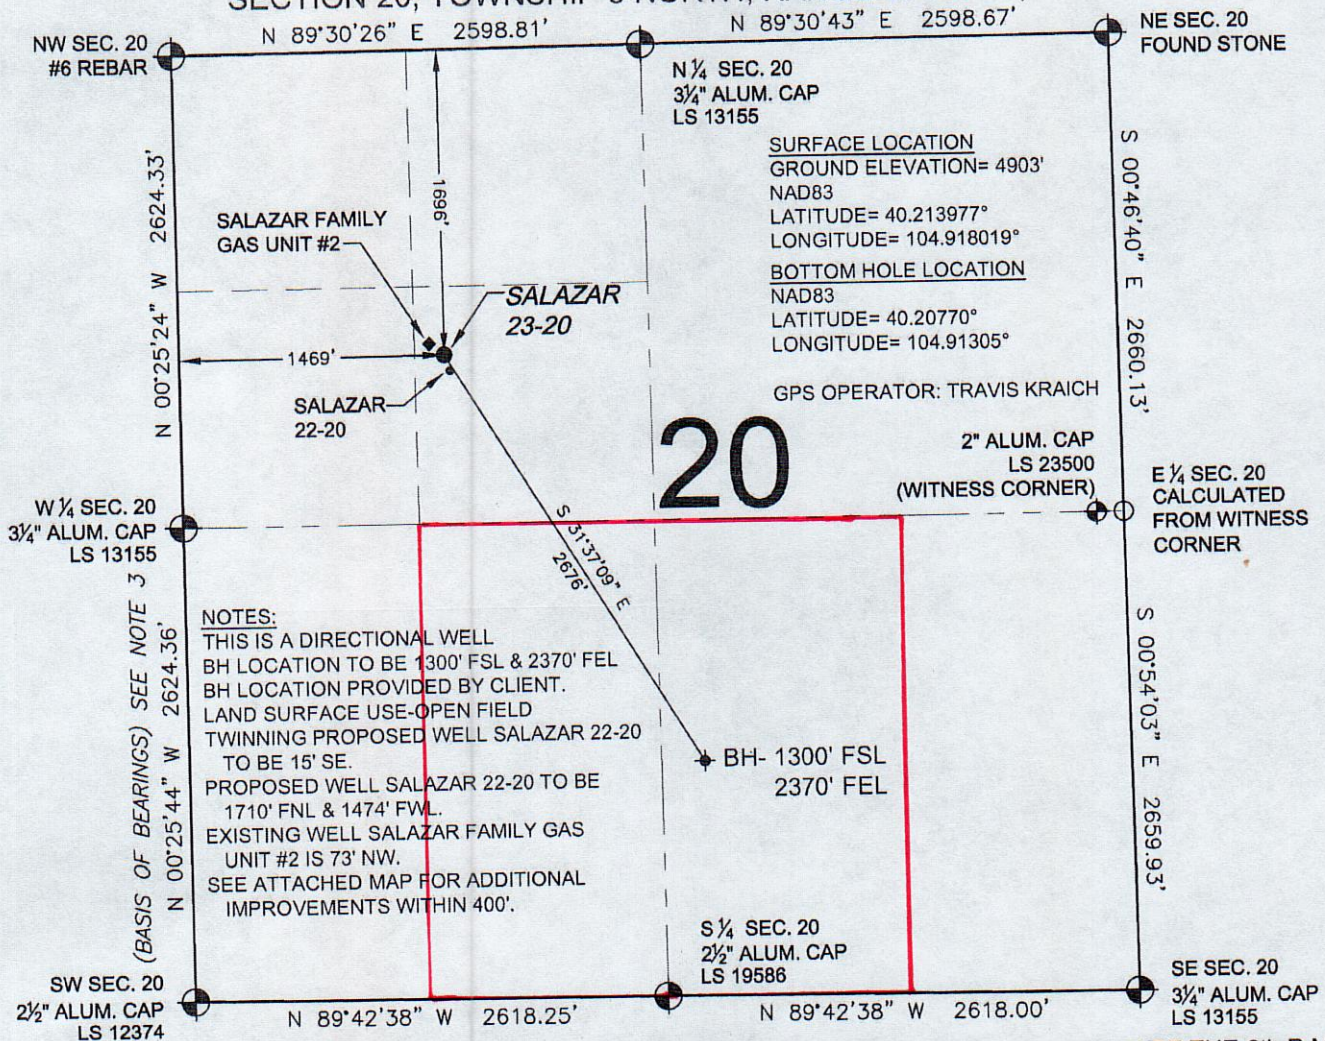 N 89°30'26" E 2598.81'
N 89°30'43" E 2598.67'
NW SEC. 20
#6 REBAR
NE SEC. 20
FOUND STONE
N ¼ SEC. 20
3¼" ALUM. CAP
LS 13155
SURFACE LOCATION
GROUND ELEVATION= 4903'
NAD83
LATITUDE= 40.213977°
LONGITUDE= 104.918019°
BOTTOM HOLE LOCATION
NAD83
LATITUDE= 40.20770°
LONGITUDE= 104.91305°
GPS OPERATOR: TRAVIS KRAICH
N 00°25'24" W 2624.33'
1696'
SALAZAR FAMILY
GAS UNIT #2
SALAZAR
23-20
1469'
SALAZAR
22-20
S 00°46'40" E 2660.13'
20
2" ALUM. CAP
LS 23500
(WITNESS CORNER)
E ¼ SEC. 20
CALCULATED
FROM WITNESS
CORNER
W ¼ SEC. 20
3¼" ALUM. CAP
LS 13155
S 31°37'09" E
2676'
(BASIS OF BEARINGS) SEE NOTE 3
N 00°25'44" W 2624.36'
NOTES:
THIS IS A DIRECTIONAL WELL
BH LOCATION TO BE 1300' FSL & 2370' FEL
BH LOCATION PROVIDED BY CLIENT.
LAND SURFACE USE-OPEN FIELD
TWINNING PROPOSED WELL SALAZAR 22-20
TO BE 15' SE.
PROPOSED WELL SALAZAR 22-20 TO BE
1710' FNL & 1474' FWL.
EXISTING WELL SALAZAR FAMILY GAS
UNIT #2 IS 73' NW.
SEE ATTACHED MAP FOR ADDITIONAL
IMPROVEMENTS WITHIN 400'.
BH- 1300' FSL
2370' FEL
S 00°54'03" E 2659.93'
S ¼ SEC. 20
2½" ALUM. CAP
LS 19586
SW SEC. 20
2½" ALUM. CAP
LS 12374
SE SEC. 20
3¼" ALUM. CAP
LS 13155
N 89°42'38" W 2618.25'
N 89°42'38" W 2618.00'